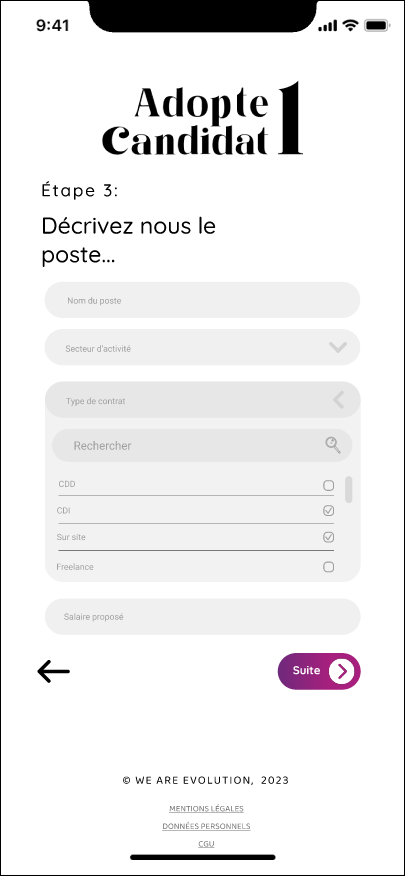 9:41
Adopte 1
Candidat
Étape 3:
Décrivez nous le
poste...
Nom du poste
Secteur d'activité
Type de contrat
Rechercher
CDD
CDI
Sur site
Freelance
Salaire proposé
Suite
© WE ARE EVOLUTION, 2023
MENTIONS LÉGALES
DONNÉES PERSONNELS
CGU